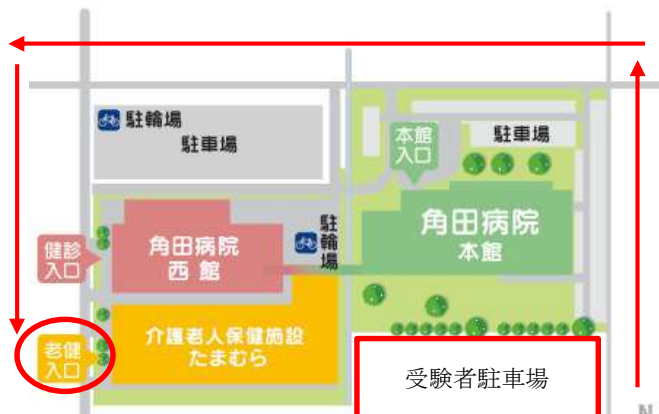 駐輪場
駐車場
本館
入口
駐車場
健診
入口
角田病院
西館
駐
輪
場
角田病院
本館
老健
入口
介護老人保健施設
たまむら
受験者駐車場
N